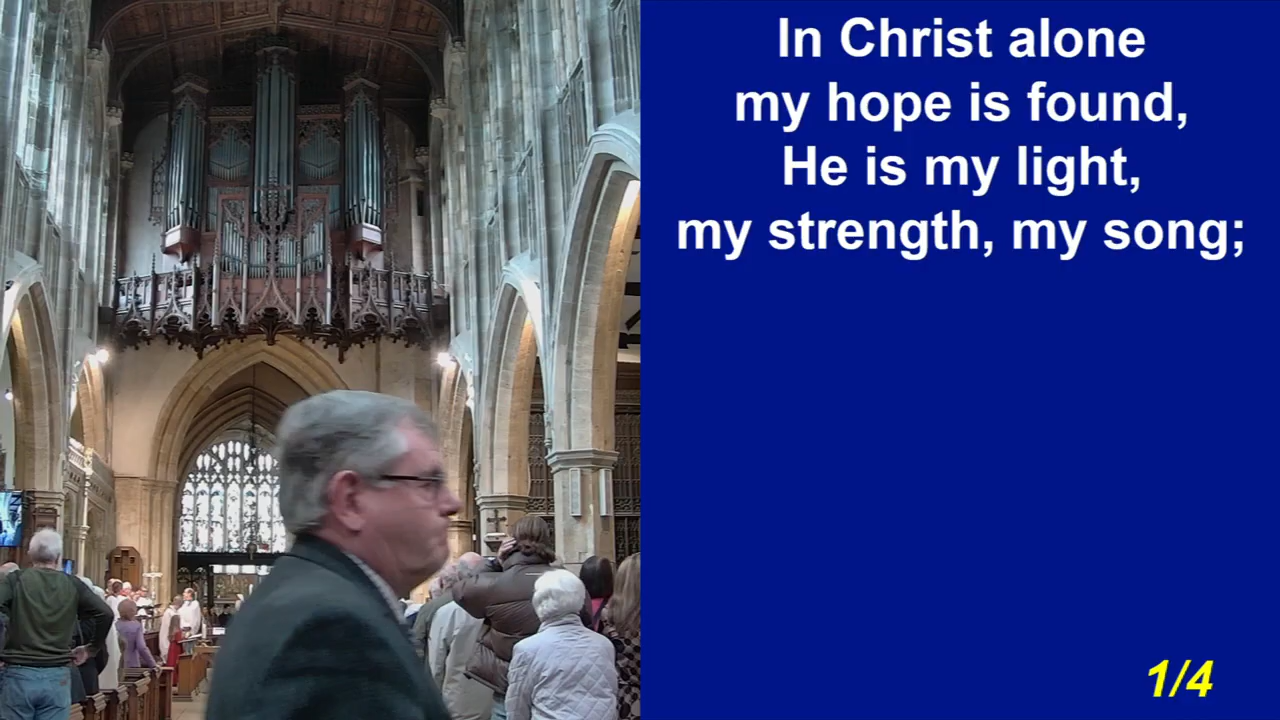 In Christ alone
my hope is found,
He is my light,
my strength, my song;
1/4